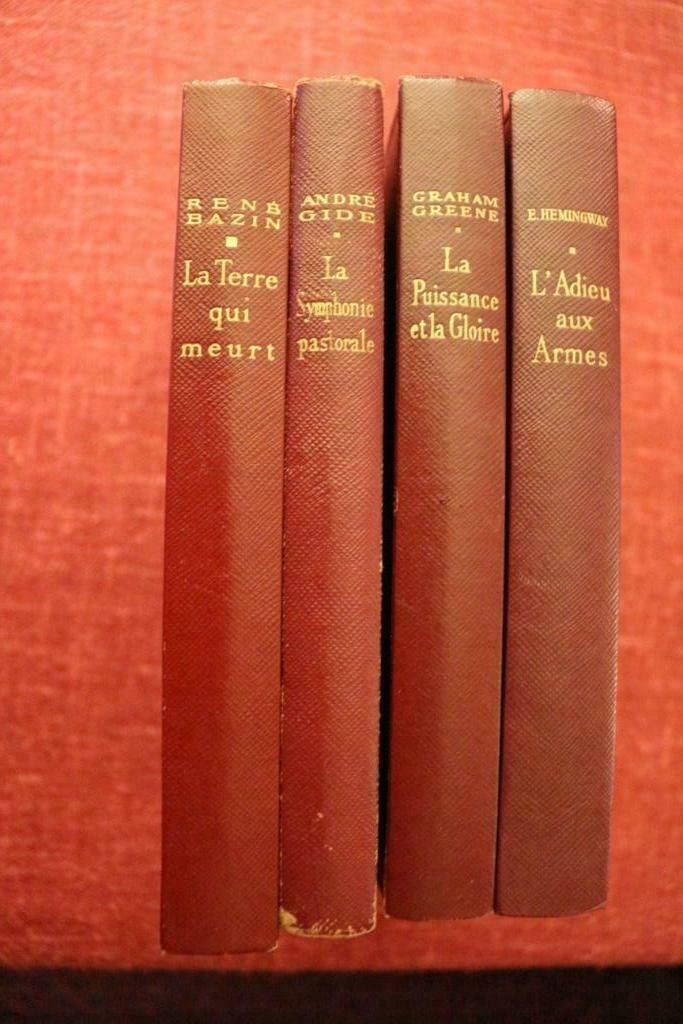 RENÉ
BAZIN
La Terre
qui
meurt
ANDRÉ
GIDE
La
Symphonie
pastorale
GRAHAM
GREENE
La
Puissance
et la Gloire
E. HEMINGWAY
L'Adieu
aux
Armes